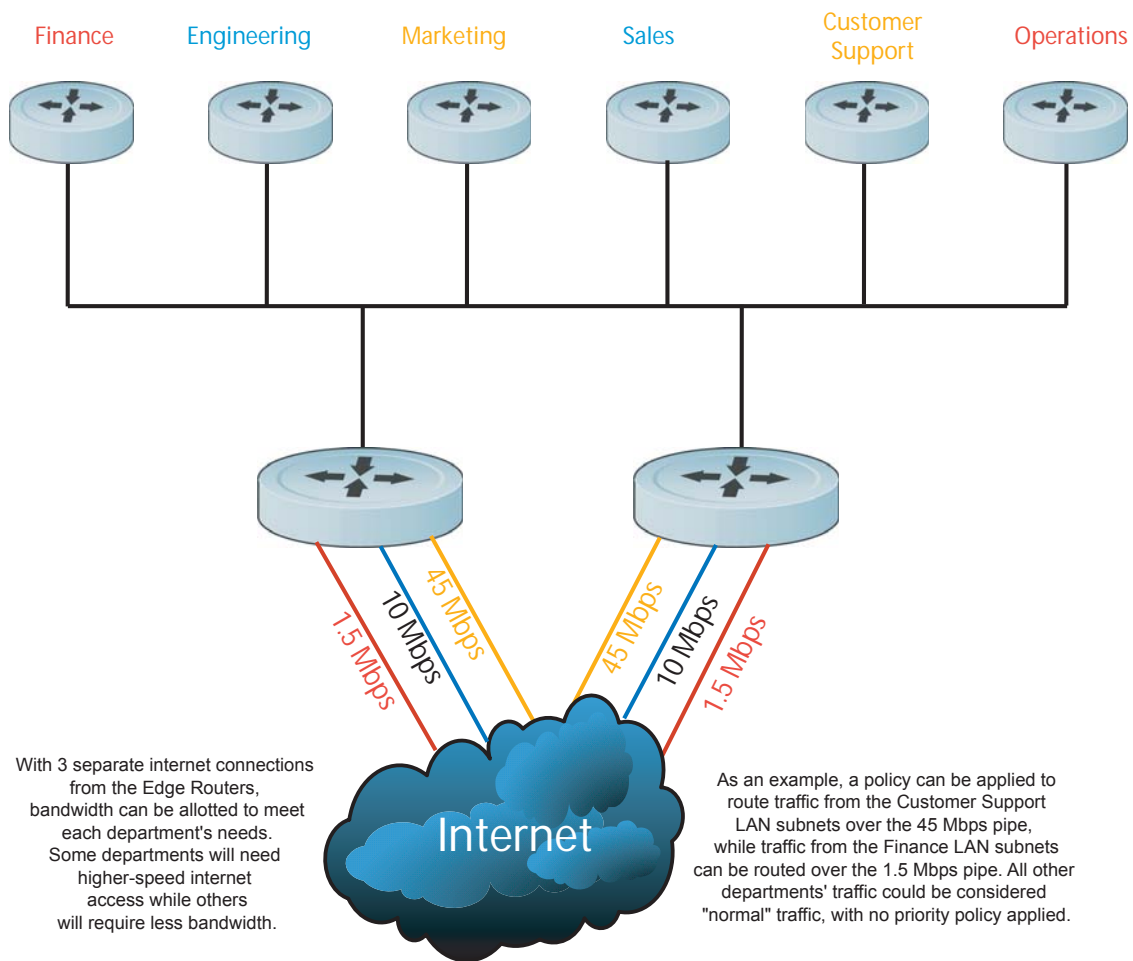 Finance
Engineering
Marketing
Sales
Customer
Support
Operations
1.5 Mbps
10 Mbps
45 Mbps
45 Mbps
10 Mbps
1.5 Mbps
Internet
With 3 separate internet connections
from the Edge Routers,
bandwidth can be allotted to meet
each department's needs.
Some departments will need
higher-speed internet
access while others
will require less bandwidth.
As an example, a policy can be applied to
route traffic from the Customer Support
LAN subnets over the 45 Mbps pipe,
while traffic from the Finance LAN subnets
can be routed over the 1.5 Mbps pipe. All other
departments' traffic could be considered
"normal" traffic, with no priority policy applied.